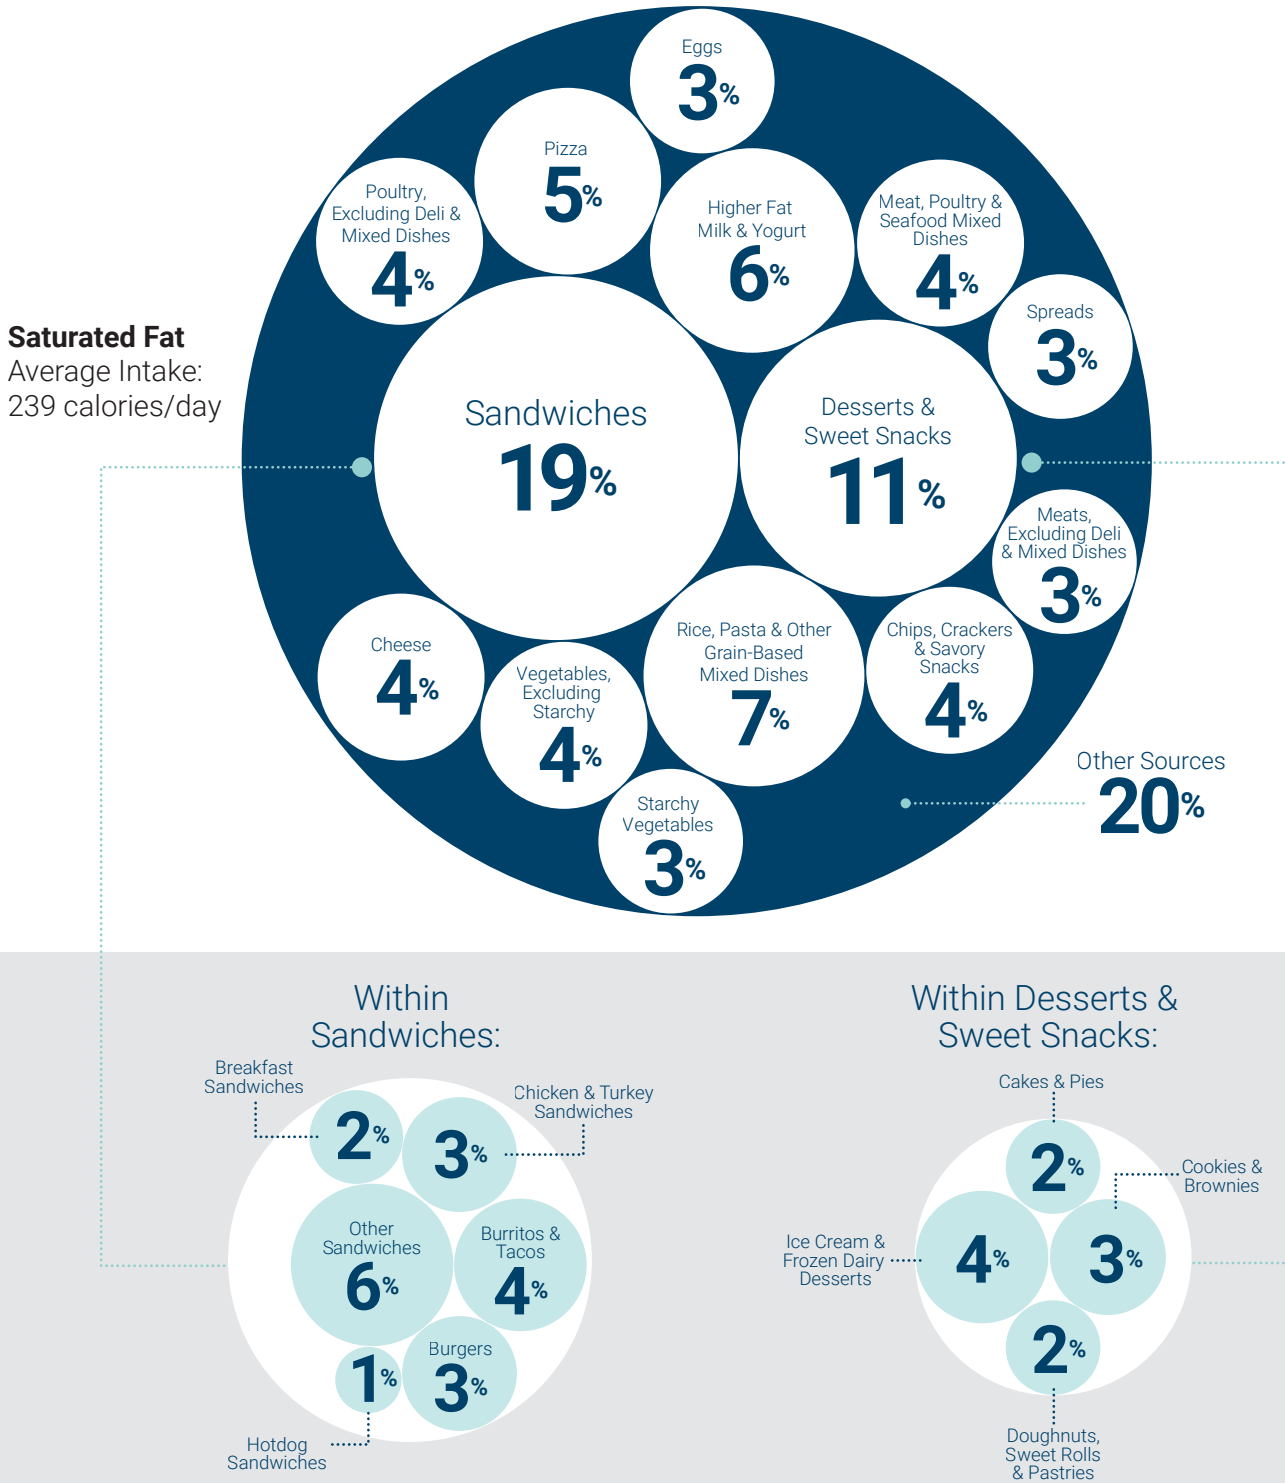 Eggs
3%
Pizza
5%
Poultry,
Excluding Deli &
Mixed Dishes
4%
Higher Fat
Milk & Yogurt
6%
Meat, Poultry &
Seafood Mixed
Dishes
4%
Spreads
3%
Saturated Fat
Average Intake:
239 calories/day
Sandwiches
19%
Desserts &
Sweet Snacks
11%
Meats,
Excluding Deli
& Mixed Dishes
3%
Cheese
4%
Vegetables,
Excluding
Starchy
4%
Rice, Pasta & Other
Grain-Based
Mixed Dishes
7%
Chips, Crackers
& Savory
Snacks
4%
Other Sources
20%
Starchy
Vegetables
3%
Within
Sandwiches:
Breakfast
Sandwiches
2%
Chicken & Turkey
Sandwiches
3%
Other
Sandwiches
6%
Burritos &
Tacos
4%
Burgers
3%
1%
Hotdog
Sandwiches
Within Desserts &
Sweet Snacks:
Cakes & Pies
2%
Cookies &
Brownies
3%
Ice Cream &
Frozen Dairy
Desserts
4%
2%
Doughnuts,
Sweet Rolls
& Pastries